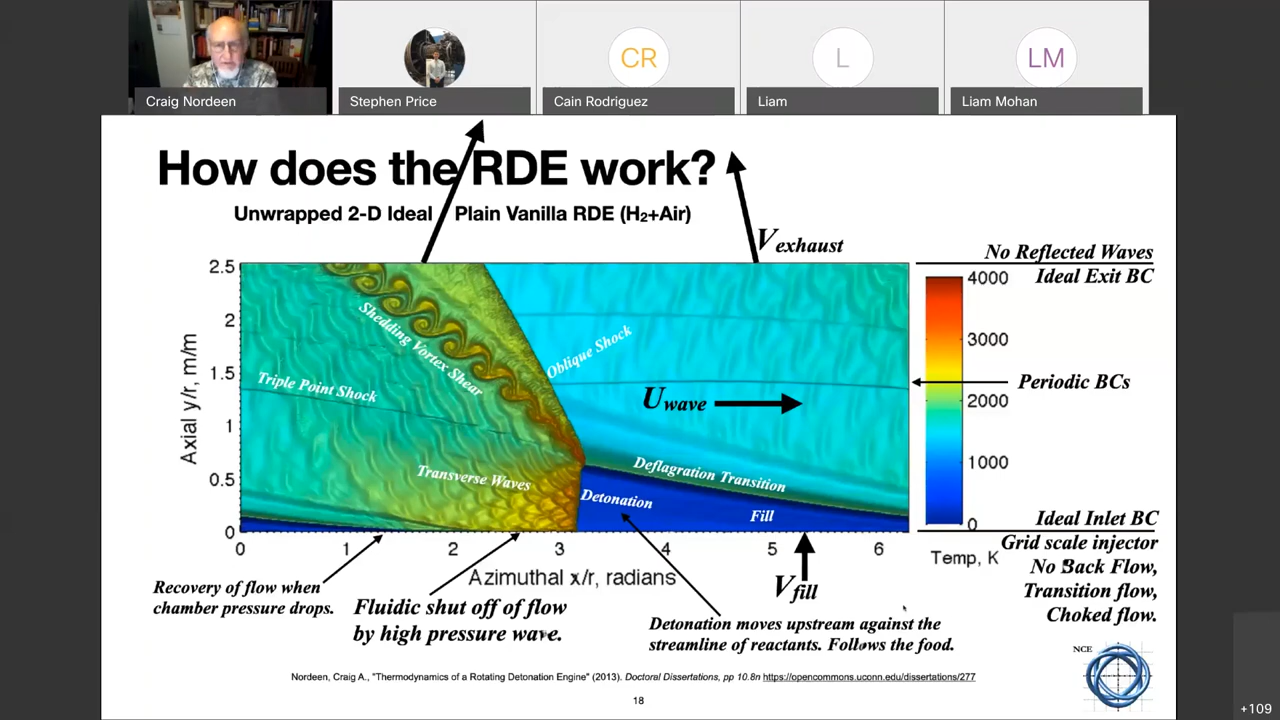 CR
L
LM
Craig Nordeen
Stephen Price
Cain Rodriguez
Liam
Liam Mohan
How does the RDE work?
Unwrapped 2-D Ideal / Plain Vanilla RDE (H₂+Air)
Vexhaust
No Reflected Waves
Ideal Exit BC
2.5
2
1.5
1
0.5
0
Axial y/r, m/m
Shedding Vortex Shear
Oblique Shock
Triple Point Shock
Uwave
Transverse Waves
Deflagration Transition
Detonation
Fill
4000
3000
2000
1000
0
Periodic BCs
0 1 2 3 4 5 6
Azimuthal x/r, radians
Temp, K
Ideal Inlet BC
Grid scale injector
No Back Flow,
Transition flow,
Choked flow.
Recovery of flow when
chamber pressure drops.
Fluidic shut off of flow
by high pressure wave.
Vfill
Detonation moves upstream against the
streamline of reactants. Follows the food.
NCE
Nordeen, Craig A., "Thermodynamics of a Rotating Detonation Engine" (2013). Doctoral Dissertations, pp 10.8n https://opencommons.uconn.edu/dissertations/277
18
+109